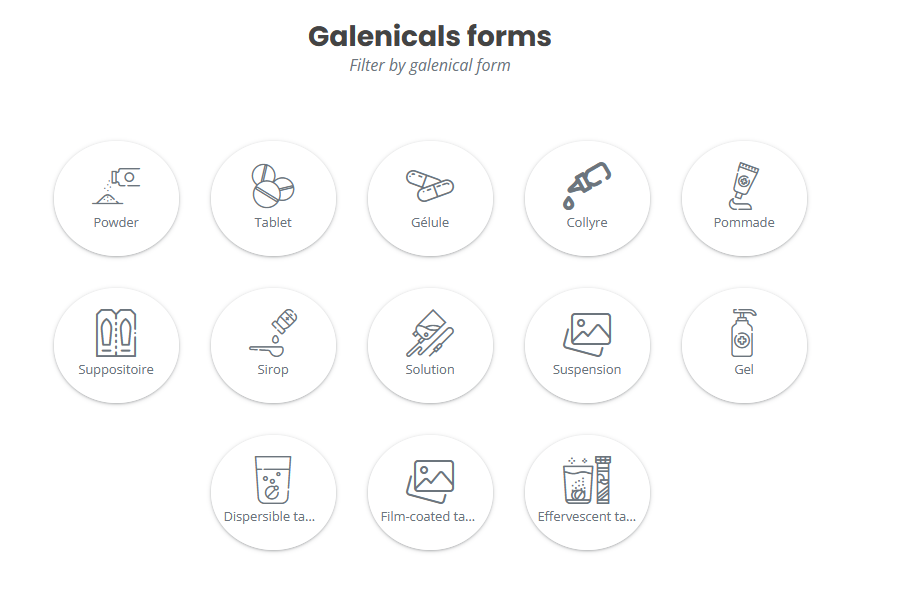 Galenicals forms
Filter by galenical form
Powder
Tablet
Gélule
Collyre
Pommade
Suppositoire
Sirop
Solution
Suspension
Gel
Dispersible ta...
Film-coated ta...
Effervescent ta...